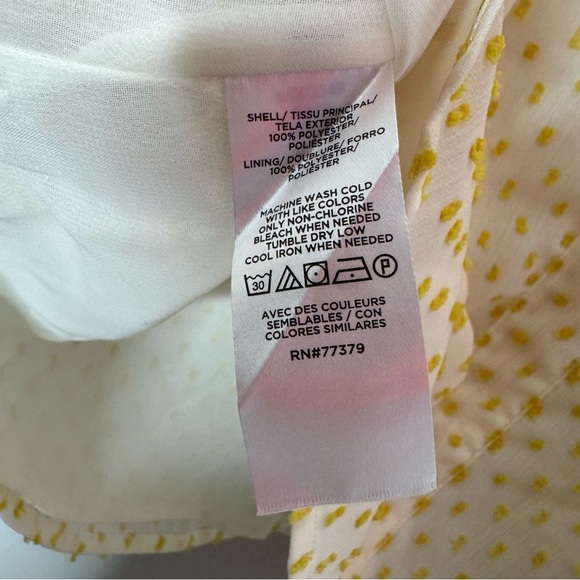 SHELL/ TISSU PRINCIPAL/
TELA EXTERIOR
100% POLYESTER/
POLIÉSTER
LINING/ DOUBLURE/ FORRO
100% POLYESTER/
POLIÉSTER
MACHINE WASH COLD
WITH LIKE COLORS
ONLY NON-CHLORINE
BLEACH WHEN NEEDED
TUMBLE DRY LOW
COOL IRON WHEN NEEDED
30 P
AVEC DES COULEURS
SEMBLABLES / CON
COLORES SIMILARES
RN#77379